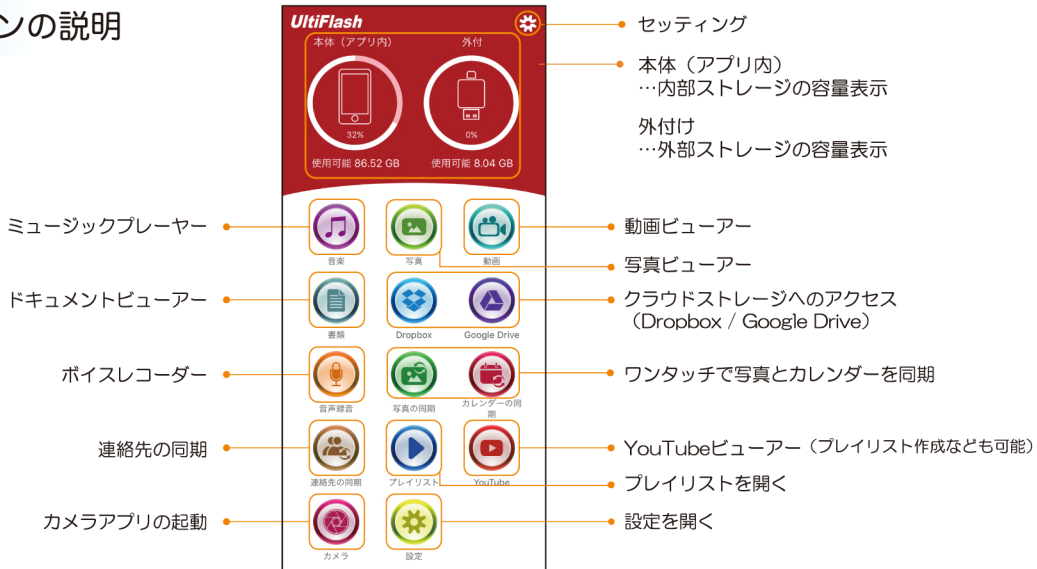 ンの説明
UltiFlash
セッティング
本体（アプリ内）
外付
32%
0%
使用可能 86.52 GB
使用可能 8.04 GB
本体（アプリ内）
…内部ストレージの容量表示
外付け
…外部ストレージの容量表示
ミュージックプレーヤー
音楽
写真
動画
動画ビューアー
写真ビューアー
ドキュメントビューアー
書類
Dropbox
Google Drive
クラウドストレージへのアクセス
（Dropbox / Google Drive）
ボイスレコーダー
音声録音
写真の同期
カレンダーの同
期
ワンタッチで写真とカレンダーを同期
連絡先の同期
連絡先の同期
プレイリスト
YouTube
YouTubeビューアー（プレイリスト作成なども可能）
プレイリストを開く
カメラアプリの起動
カメラ
設定
設定を開く